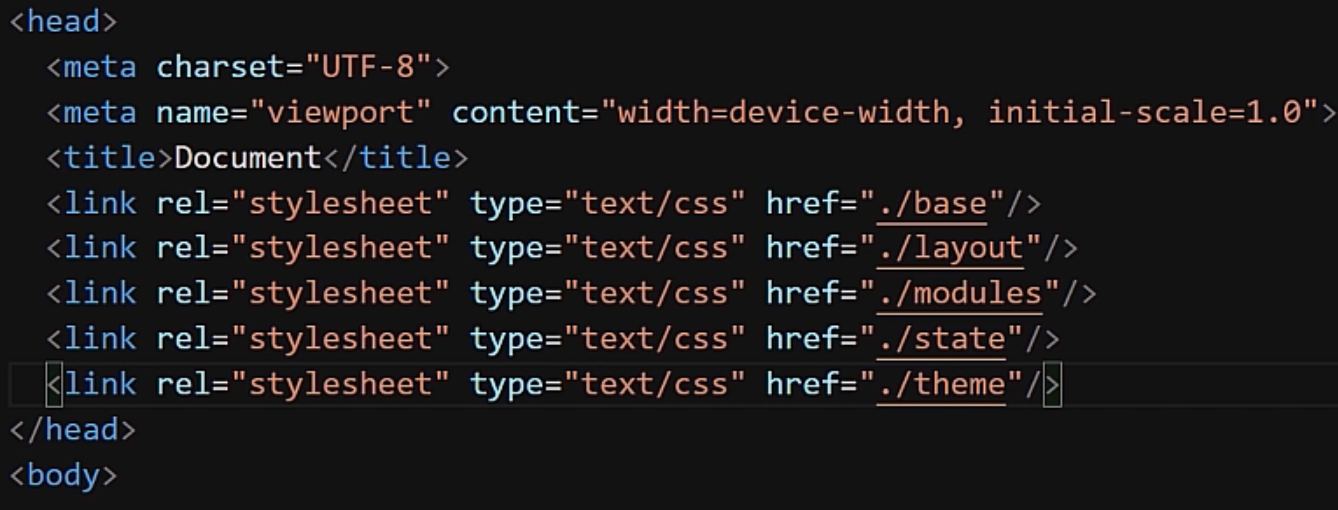 <head>
<meta charset="UTF-8">
<meta name="viewport" content="width=device-width, initial-scale=1.0">
<title>Document</title>
<link rel="stylesheet" type="text/css" href="./base"/>
<link rel="stylesheet" type="text/css" href="./layout"/>
<link rel="stylesheet" type="text/css" href="./modules"/>
<link rel="stylesheet" type="text/css" href="./state"/>
<link rel="stylesheet" type="text/css" href="./theme"/>
</head>
<body>